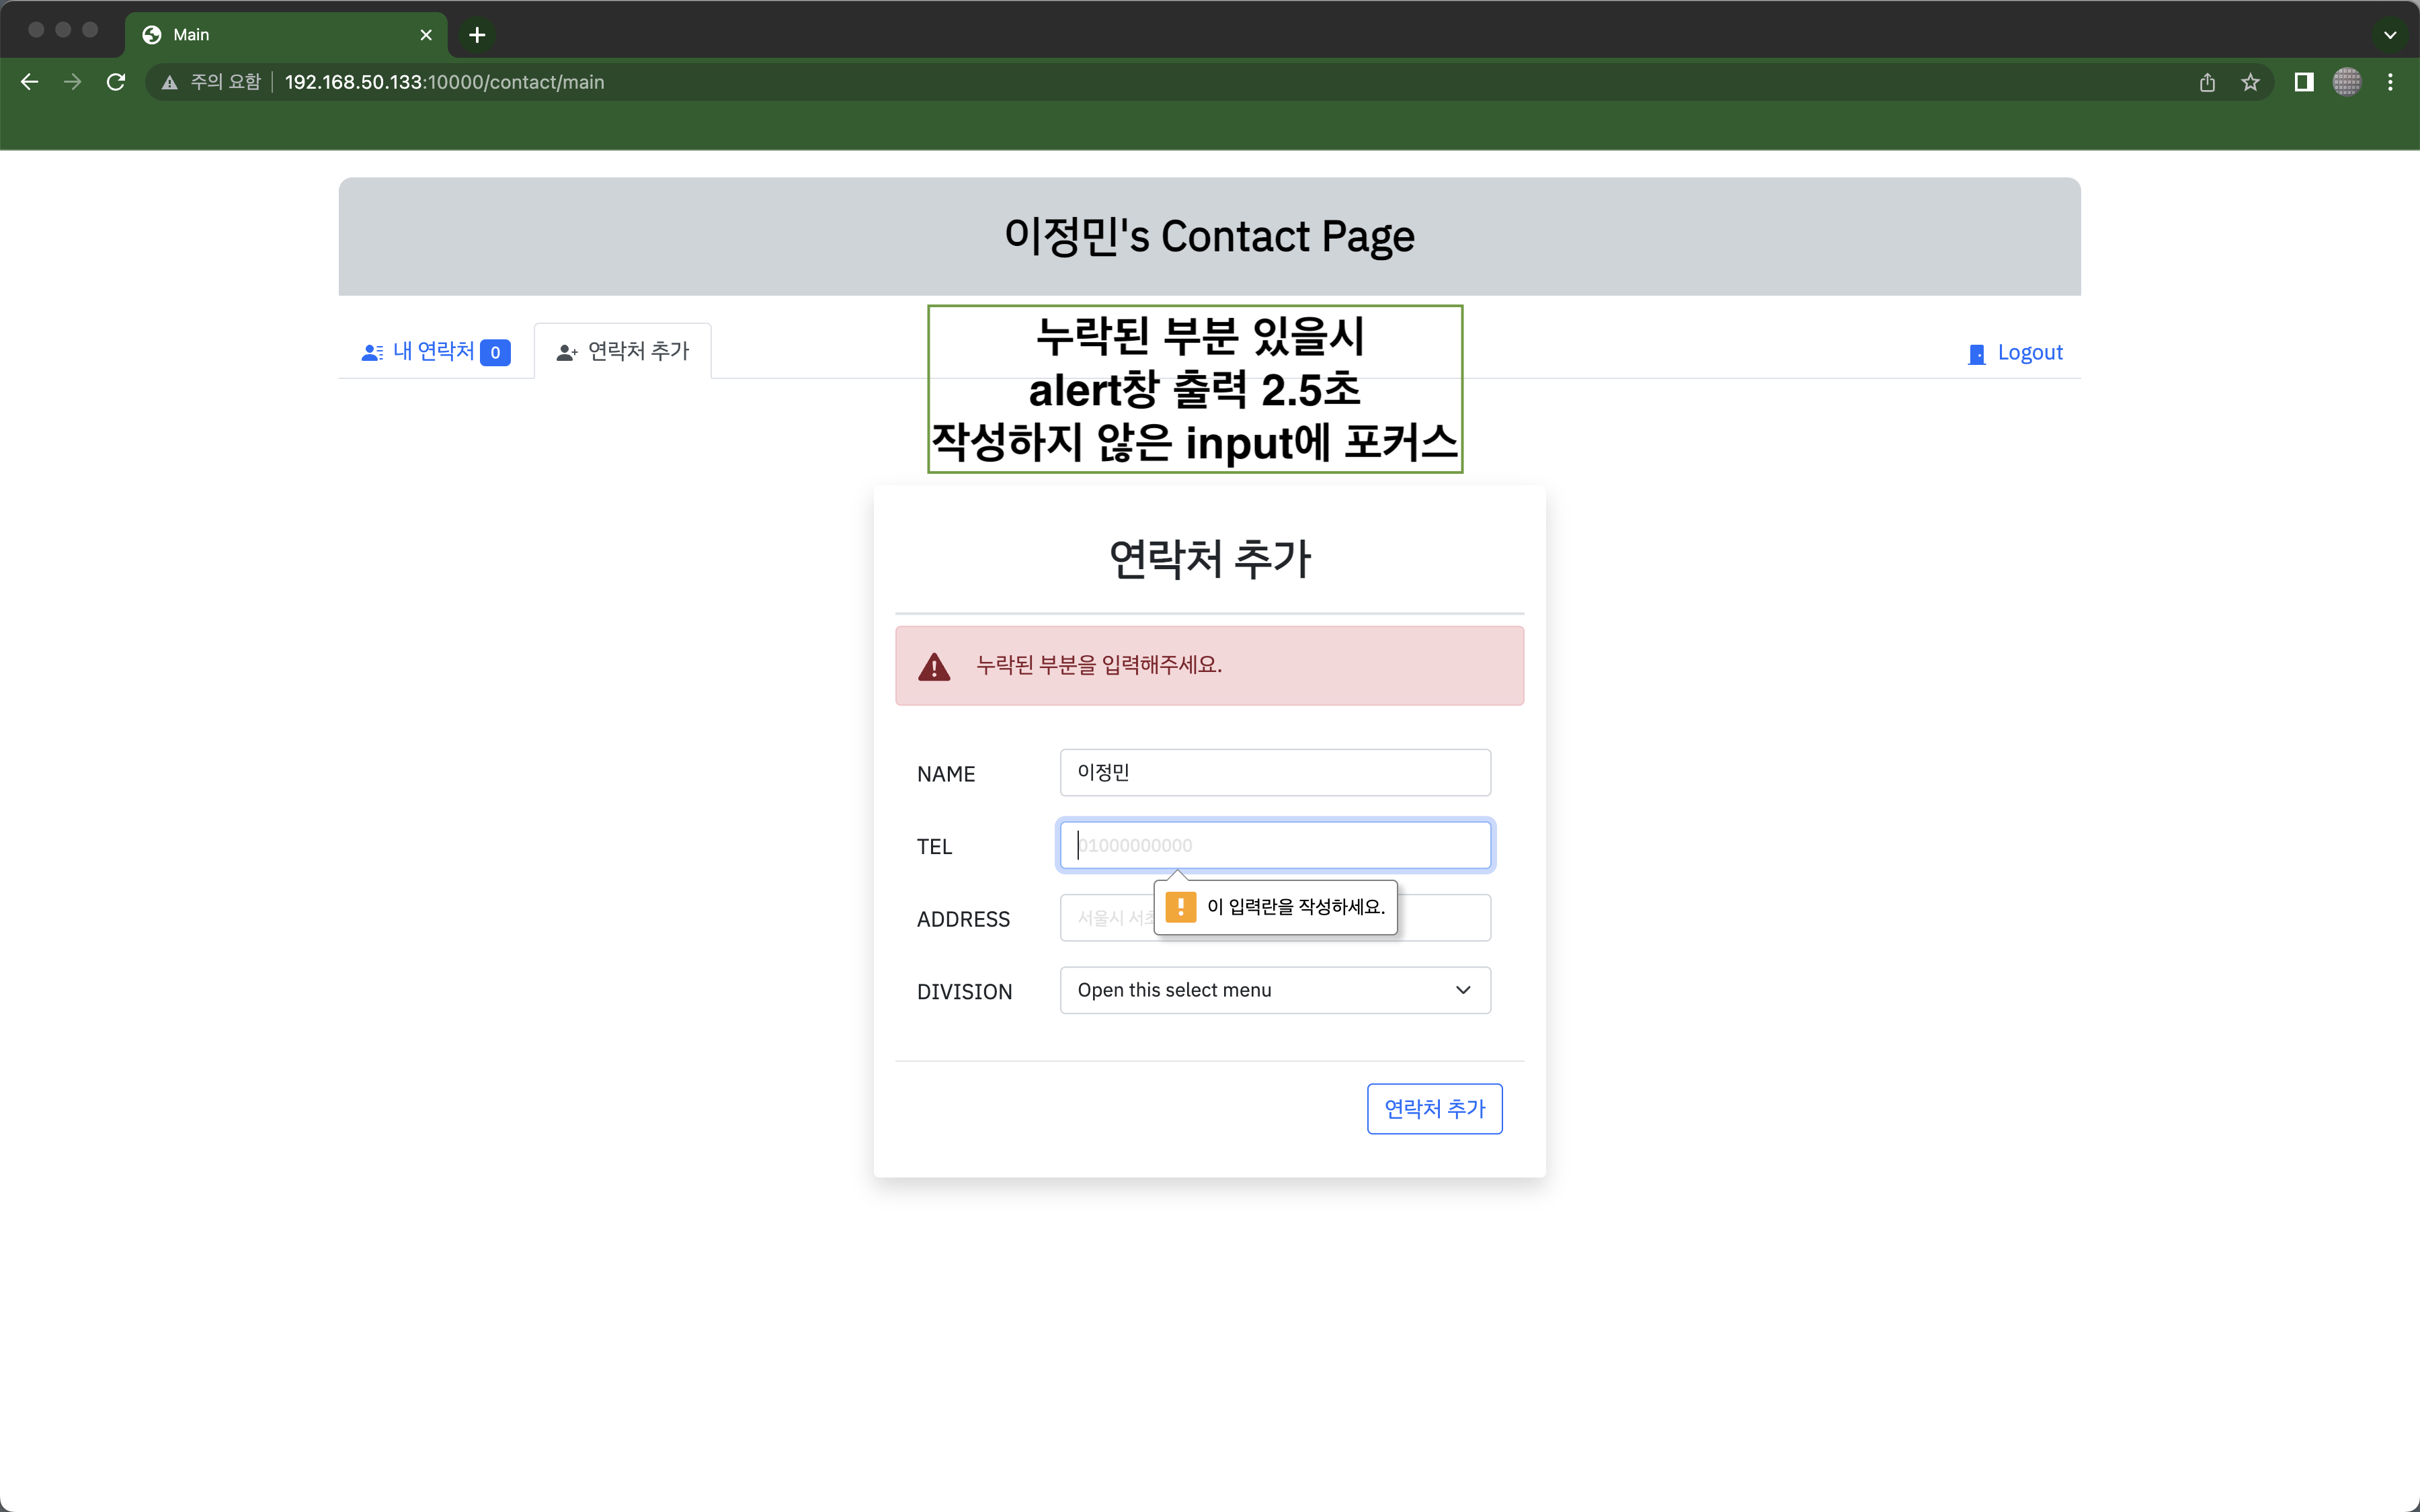 Main
주의 요함
192.168.50.133:10000/contact/main
이정민's Contact Page
내 연락처 0
연락처 추가
Logout
누락된 부분 있을시
alert창 출력 2.5초
작성하지 않은 input에 포커스
연락처 추가
누락된 부분을 입력해주세요.
NAME
이정민
TEL
01000000000
이 입력란을 작성하세요.
ADDRESS
서울시
DIVISION
Open this select menu
연락처 추가